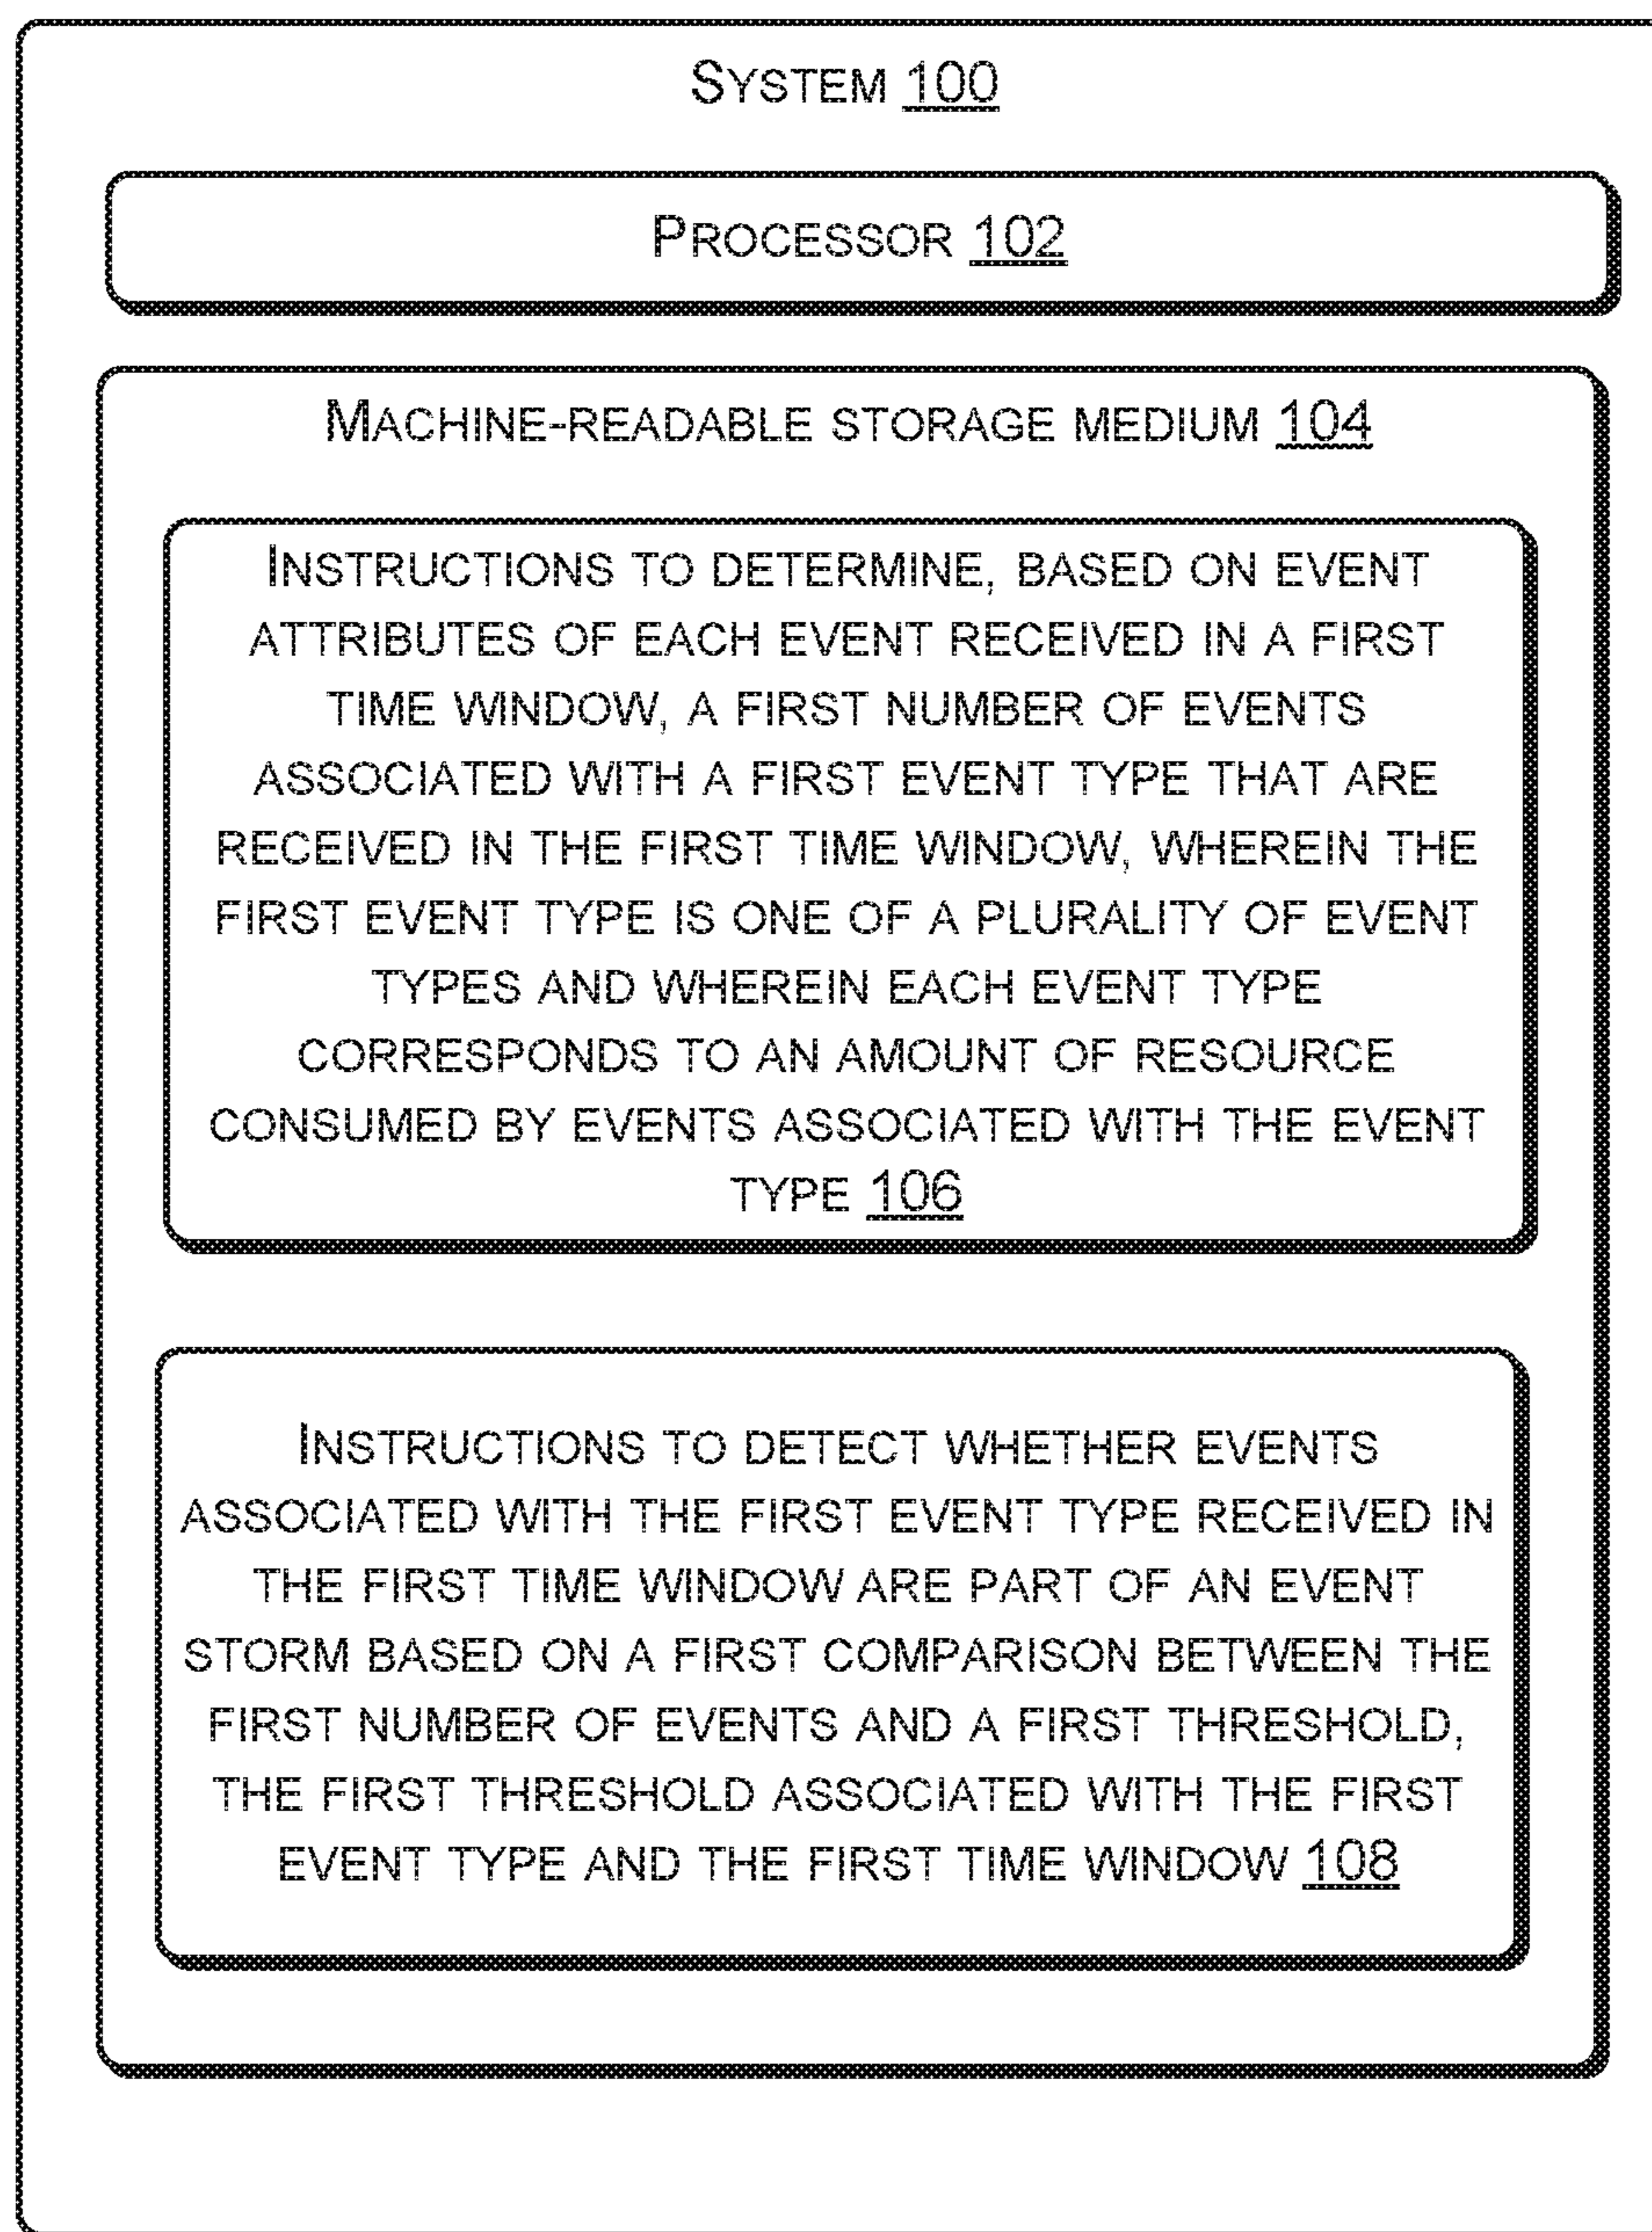 SYSTEM 100
PROCESSOR 102
MACHINE-READABLE STORAGE MEDIUM 104
INSTRUCTIONS TO DETERMINE, BASED ON EVENT
ATTRIBUTES OF EACH EVENT RECEIVED IN A FIRST
TIME WINDOW, A FIRST NUMBER OF EVENTS
ASSOCIATED WITH A FIRST EVENT TYPE THAT ARE
RECEIVED IN THE FIRST TIME WINDOW, WHEREIN THE
FIRST EVENT TYPE IS ONE OF A PLURALITY OF EVENT
TYPES AND WHEREIN EACH EVENT TYPE
CORRESPONDS TO AN AMOUNT OF RESOURCE
CONSUMED BY EVENTS ASSOCIATED WITH THE EVENT
TYPE 106
INSTRUCTIONS TO DETECT WHETHER EVENTS
ASSOCIATED WITH THE FIRST EVENT TYPE RECEIVED IN
THE FIRST TIME WINDOW ARE PART OF AN EVENT
STORM BASED ON A FIRST COMPARISON BETWEEN THE
FIRST NUMBER OF EVENTS AND A FIRST THRESHOLD,
THE FIRST THRESHOLD ASSOCIATED WITH THE FIRST
EVENT TYPE AND THE FIRST TIME WINDOW 108